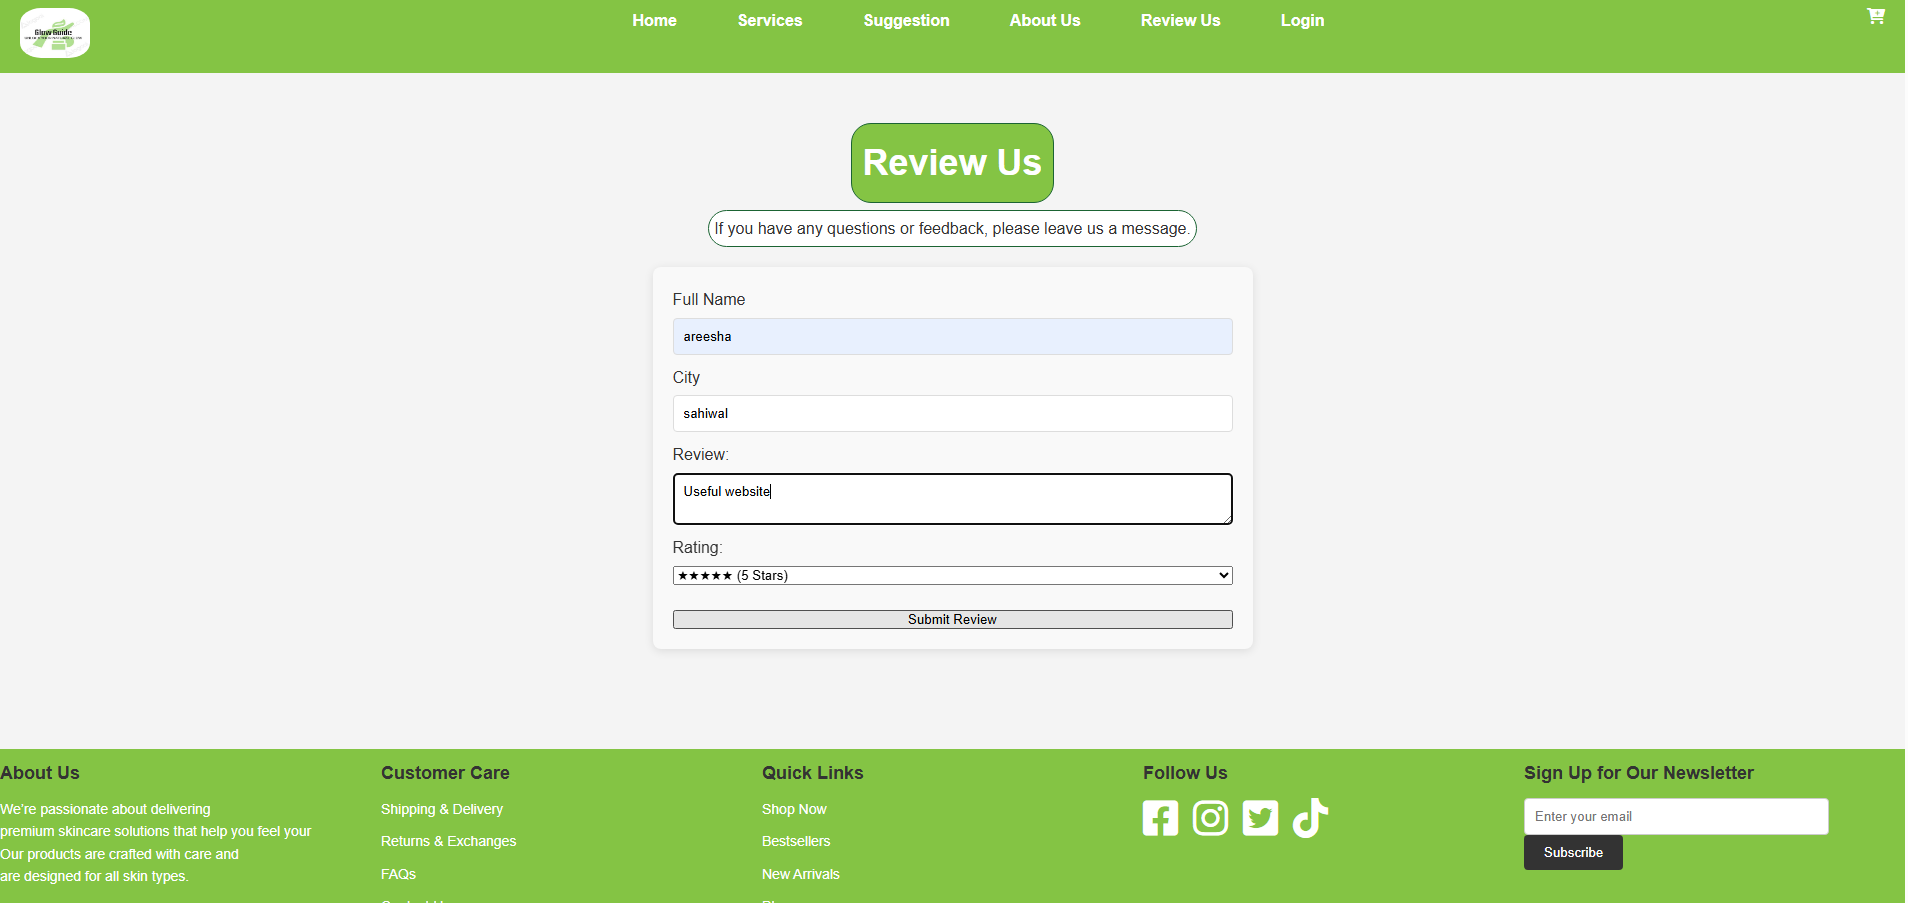 Glow Guide
Home Services Suggestion About Us Review Us Login
Review Us
If you have any questions or feedback, please leave us a message.
Full Name
areesha
City
sahiwal
Review:
Useful website
Rating:
★★★★★ (5 Stars)
Submit Review
About Us
We're passionate about delivering
premium skincare solutions that help you feel your
Our products are crafted with care and
are designed for all skin types.
Customer Care
Shipping & Delivery
Returns & Exchanges
FAQs
Quick Links
Shop Now
Bestsellers
New Arrivals
Follow Us
Sign Up for Our Newsletter
Enter your email
Subscribe